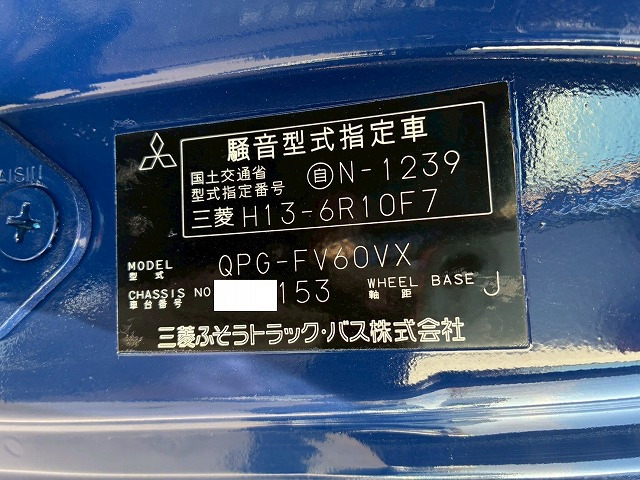 騒音型式指定車
国土交通省
型式指定番号 自 N-1239
三菱 H13-6R10F7
MODEL
型式 QPG-FV60VX
CHASSIS NO
車台番号 153 WHEEL BASE
軸距 J
三菱ふそうトラック・バス株式会社